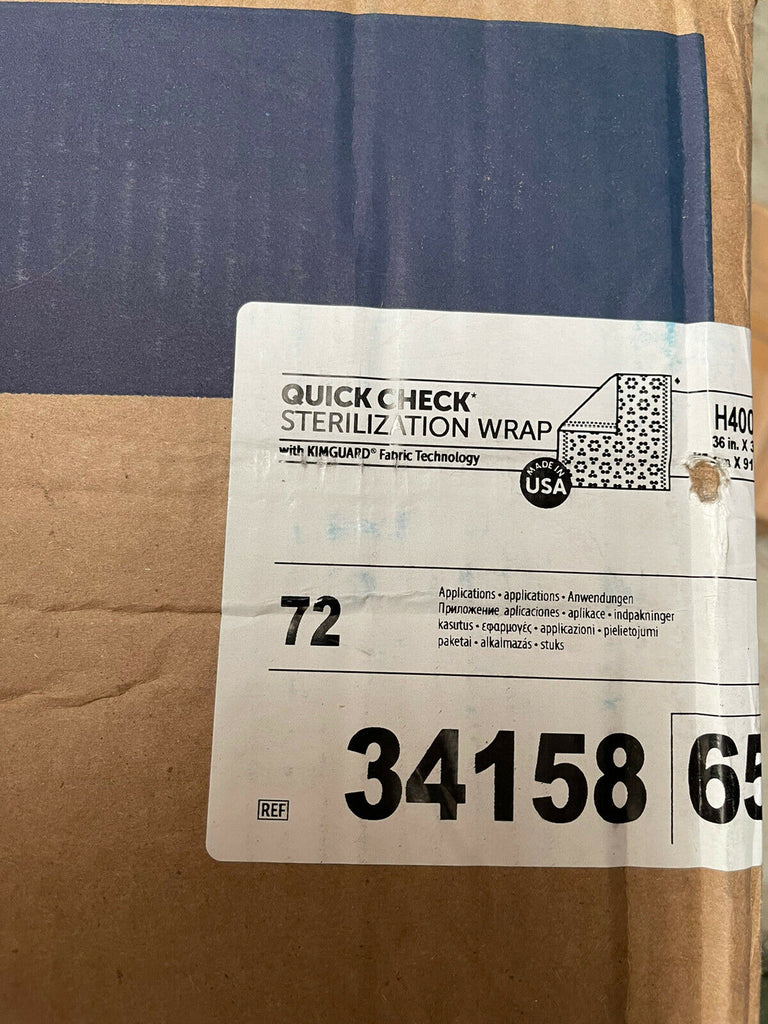 QUICK CHECK*
STERILIZATION WRAP
with KIMGUARD® Fabric Technology
MADE IN
USA
H400
36 in. X 3
X 91
72
Applications • applications • Anwendungen
Приложение aplicaciones • aplikace • indpakninger
kasutus • εφαρμογές • applicazioni • pielietojumi
paketai • alkalmazás • stuks
REF
34158
65